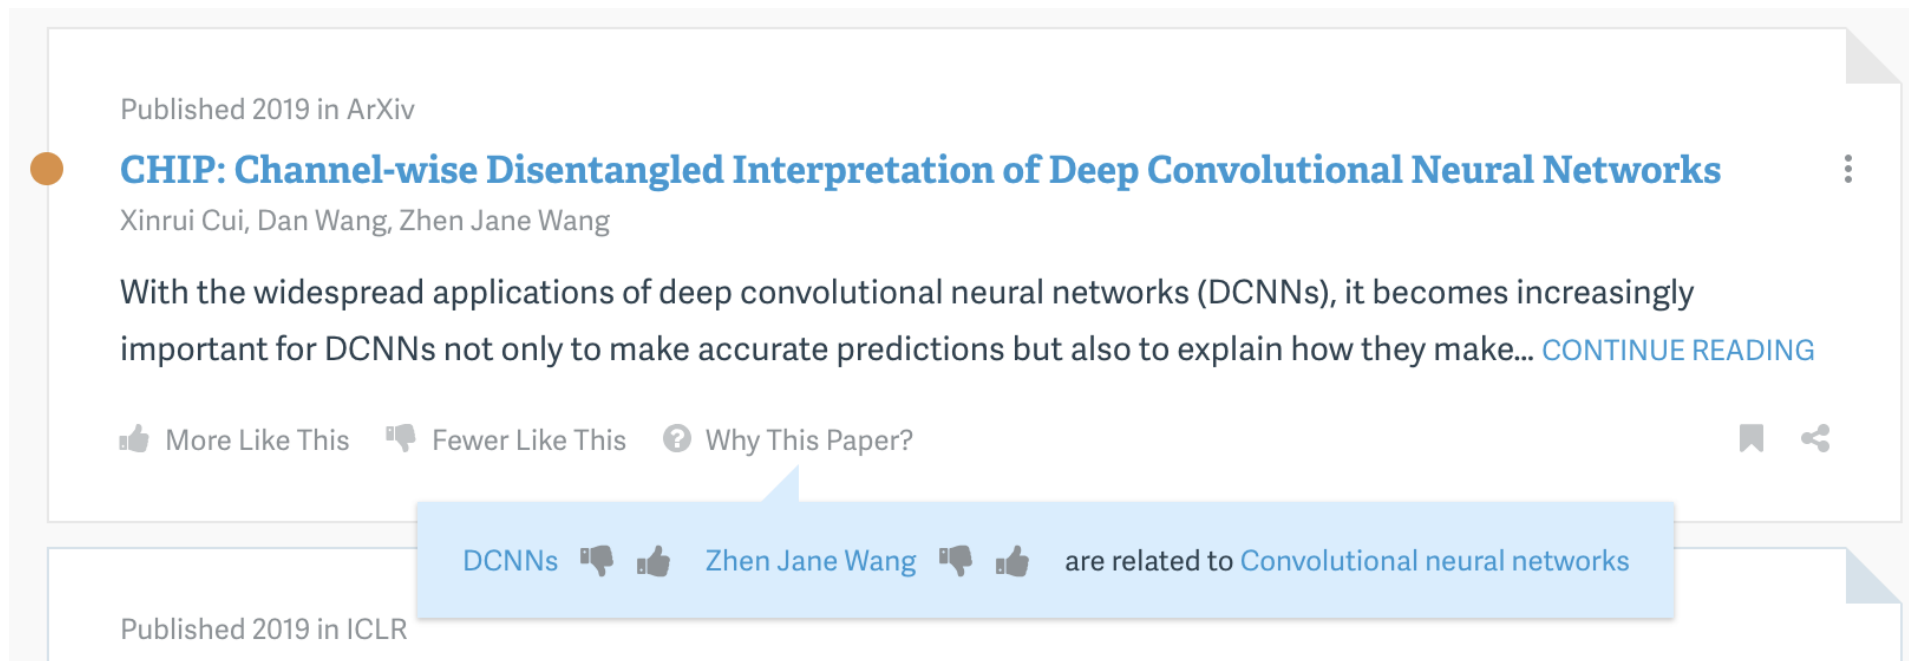 Published 2019 in ArXiv
CHIP: Channel-wise Disentangled Interpretation of Deep Convolutional Neural Networks
Xinrui Cui, Dan Wang, Zhen Jane Wang
With the widespread applications of deep convolutional neural networks (DCNNs), it becomes increasingly
important for DCNNs not only to make accurate predictions but also to explain how they make... CONTINUE READING
More Like This Fewer Like This ? Why This Paper?
DCNNs Zhen Jane Wang are related to Convolutional neural networks
Published 2019 in ICLR